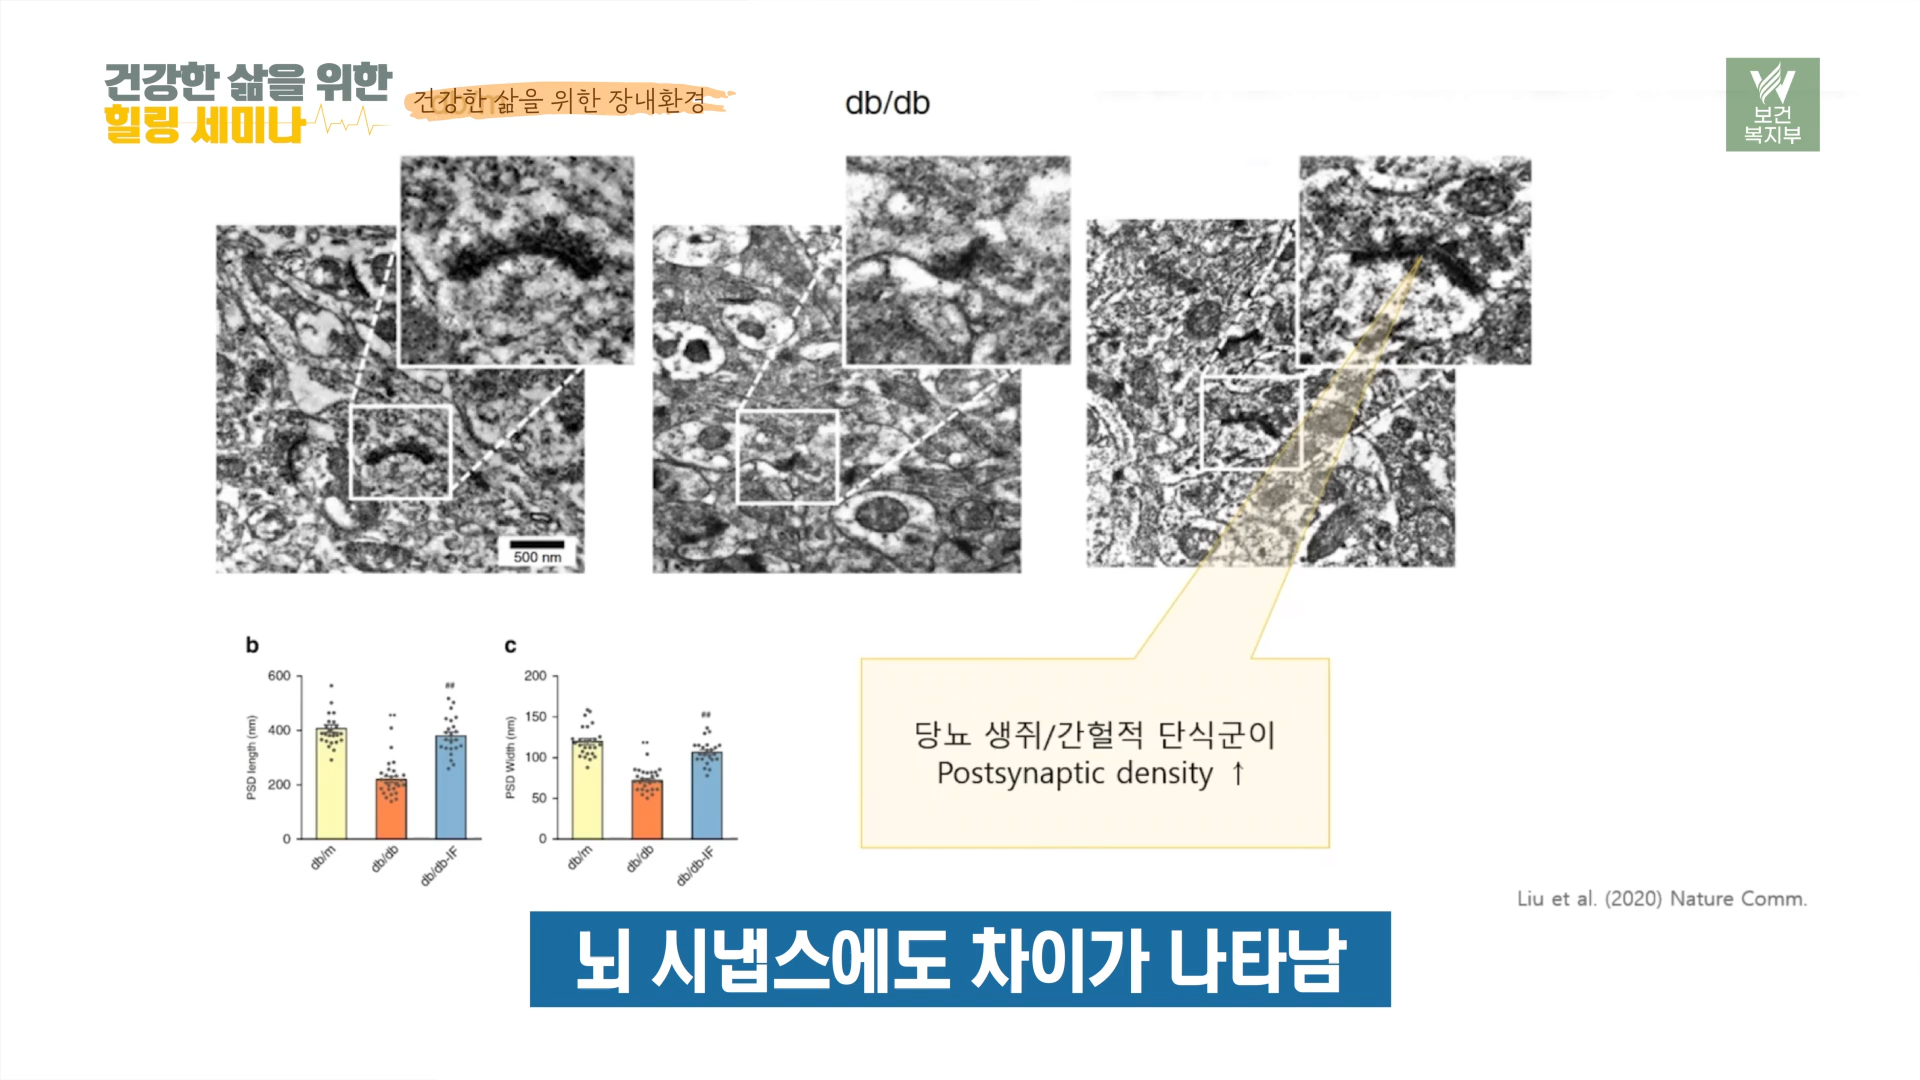 건강한 삶을 위한
힐링 세미나
건강한 삶을 위한 장내환경
db/db
보건
복지부
500 nm
b
600
400
200
0
PSD length (nm)
**
##
db/m
db/db
db/db-IF
c
200
150
100
50
0
PSD Width (nm)
**
##
db/m
db/db
db/db-IF
당뇨 생쥐/간헐적 단식군이
Postsynaptic density ↑
Liu et al. (2020) Nature Comm.
뇌 시냅스에도 차이가 나타남